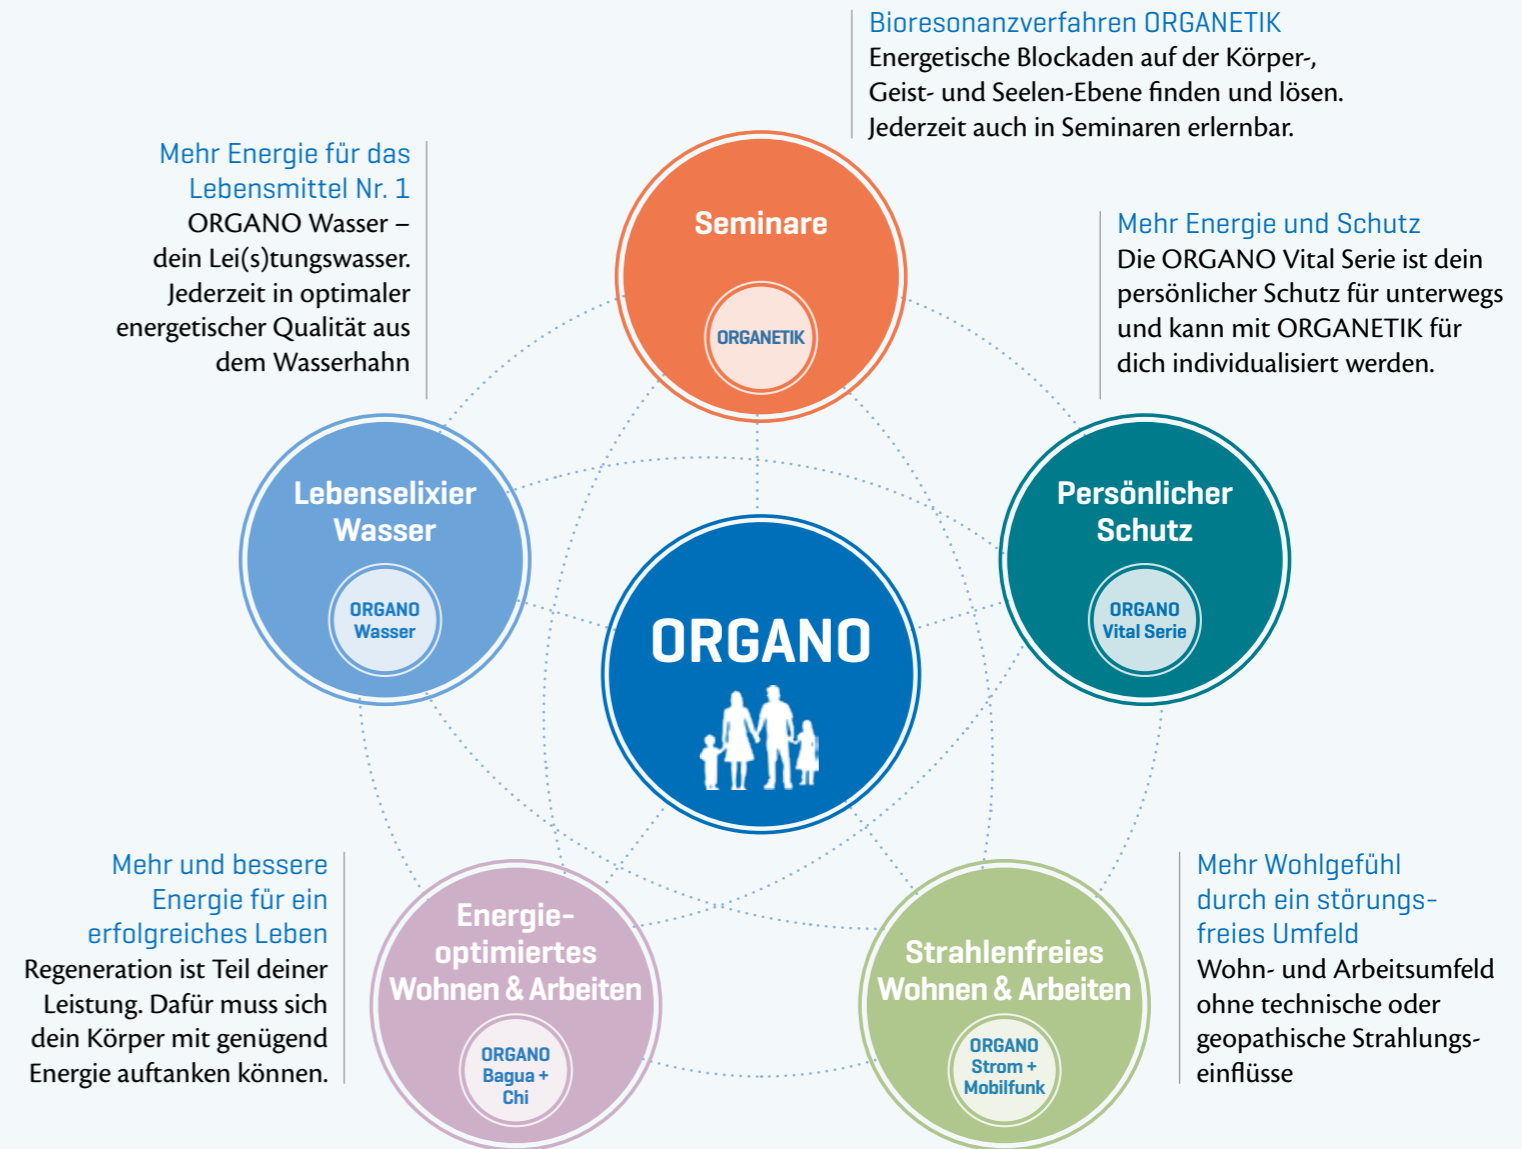 Bioresonanzverfahren ORGANETIK
Energetische Blockaden auf der Körper-,
Geist- und Seelen-Ebene finden und lösen.
Jederzeit auch in Seminaren erlernbar.
Mehr Energie für das
Lebensmittel Nr. 1
ORGANO Wasser –
dein Lei(s)tungswasser.
Jederzeit in optimaler
energetischer Qualität aus
dem Wasserhahn
Seminare
ORGANETIK
Mehr Energie und Schutz
Die ORGANO Vital Serie ist dein
persönlicher Schutz für unterwegs
und kann mit ORGANETIK für
dich individualisiert werden.
Lebenselixier
Wasser
ORGANO
Wasser
Persönlicher
Schutz
ORGANO
Vital Serie
ORGANO
Mehr und bessere
Energie für ein
erfolgreiches Leben
Regeneration ist Teil deiner
Leistung. Dafür muss sich
dein Körper mit genügend
Energie auftanken können.
Energie-
optimiertes
Wohnen & Arbeiten
ORGANO
Bagua +
Chi
Strahlenfreies
Wohnen & Arbeiten
ORGANO
Strom +
Mobilfunk
Mehr Wohlgefühl
durch ein störungs-
freies Umfeld
Wohn- und Arbeitsumfeld
ohne technische oder
geopathische Strahlungs-
einflüsse